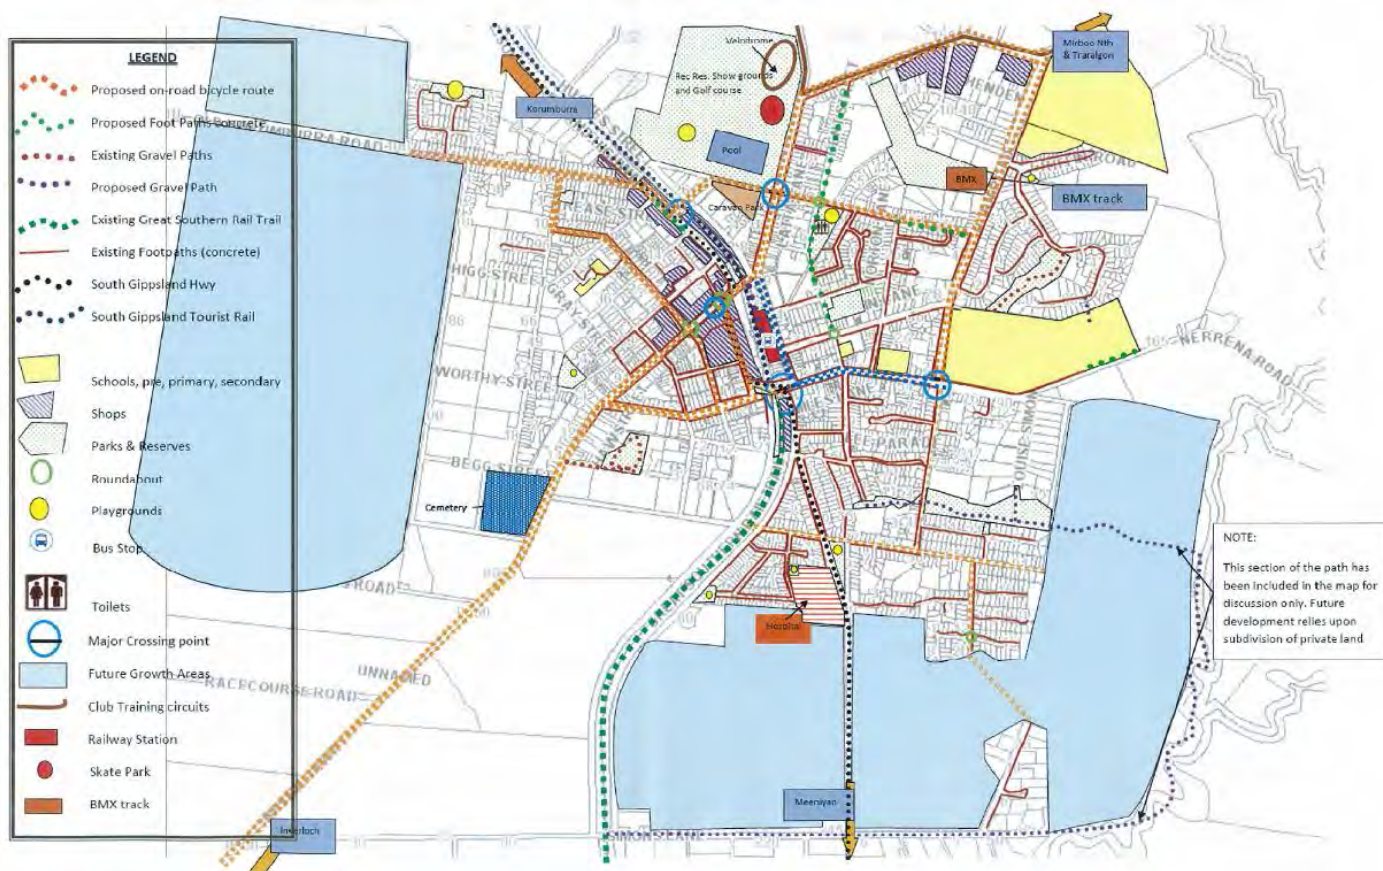 LEGEND
Proposed on-road bicycle route
Proposed Foot Paths concrete
Existing Gravel Paths
Proposed Gravel Path
Existing Great Southern Rail Trail
Existing Footpaths (concrete)
South Gippsland Hwy
South Gippsland Tourist Rail
Schools, pre, primary, secondary
Shops
Parks & Reserves
Roundabout
Playgrounds
Bus Stop
Toilets
Major Crossing point
Future Growth Areas
Club Training circuits
Railway Station
Skate Park
BMX track
Korumburra
Velodrome
Rec Res. Show grounds
and Golf course
Pool
Caravan Park
Mirboo Nth
& Traralgon
BMX
BMX track
HIGG STREET
GRAY STREET
WORTHY STREET
BEGG STREET
Cemetery
ROAD
UNNAMED
RACECOURSE ROAD
Inverloch
NERRENA ROAD
Hospital
Meeniyan
SIMONS LANE
NOTE:
This section of the path has
been included in the map for
discussion only. Future
development relies upon
subdivision of private land